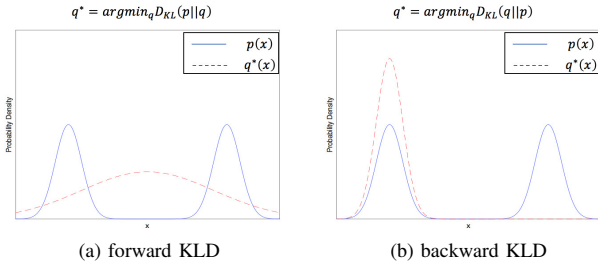 q* = argmin_q D_KL(p||q)
p(x)
q*(x)
Probability Density
x
(a) forward KLD
q* = argmin_q D_KL(q||p)
p(x)
q*(x)
Probability Density
x
(b) backward KLD